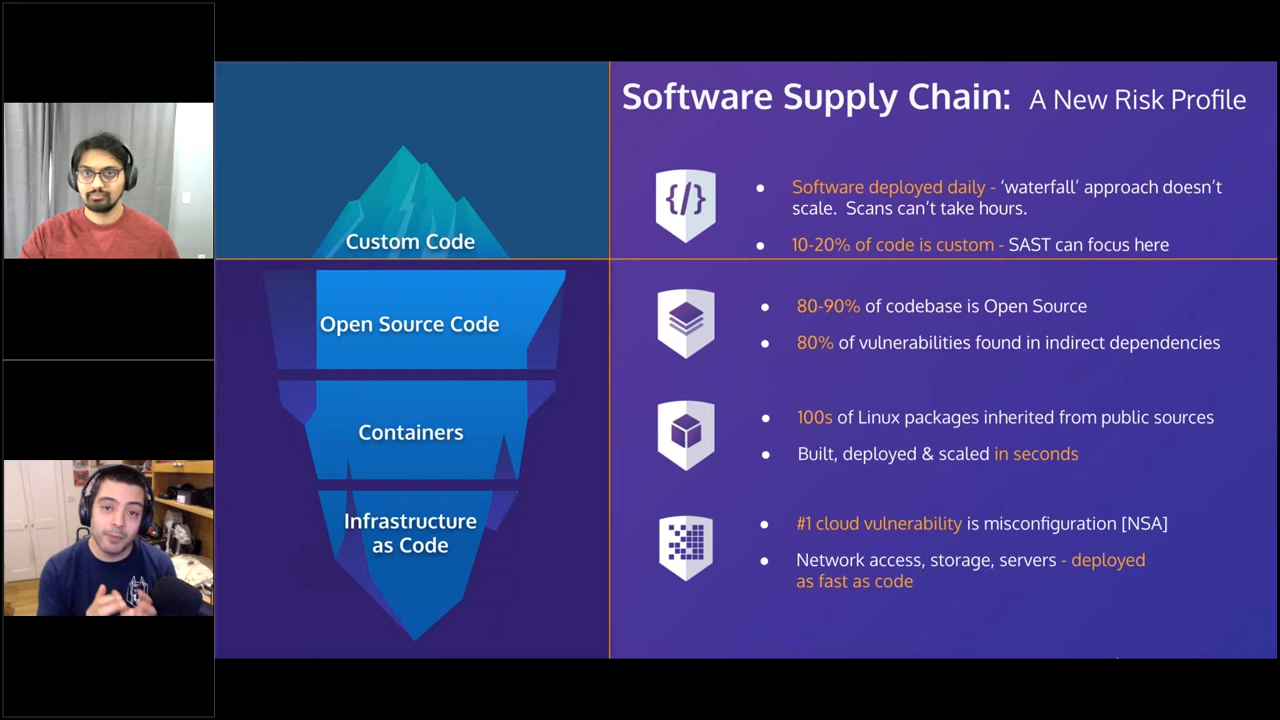 Software Supply Chain: A New Risk Profile
Custom Code
Open Source Code
Containers
Infrastructure
as Code
{/}
● Software deployed daily - ‘waterfall’ approach doesn’t
scale. Scans can’t take hours.
● 10-20% of code is custom - SAST can focus here
● 80-90% of codebase is Open Source
● 80% of vulnerabilities found in indirect dependencies
● 100s of Linux packages inherited from public sources
● Built, deployed & scaled in seconds
● #1 cloud vulnerability is misconfiguration [NSA]
● Network access, storage, servers - deployed
as fast as code